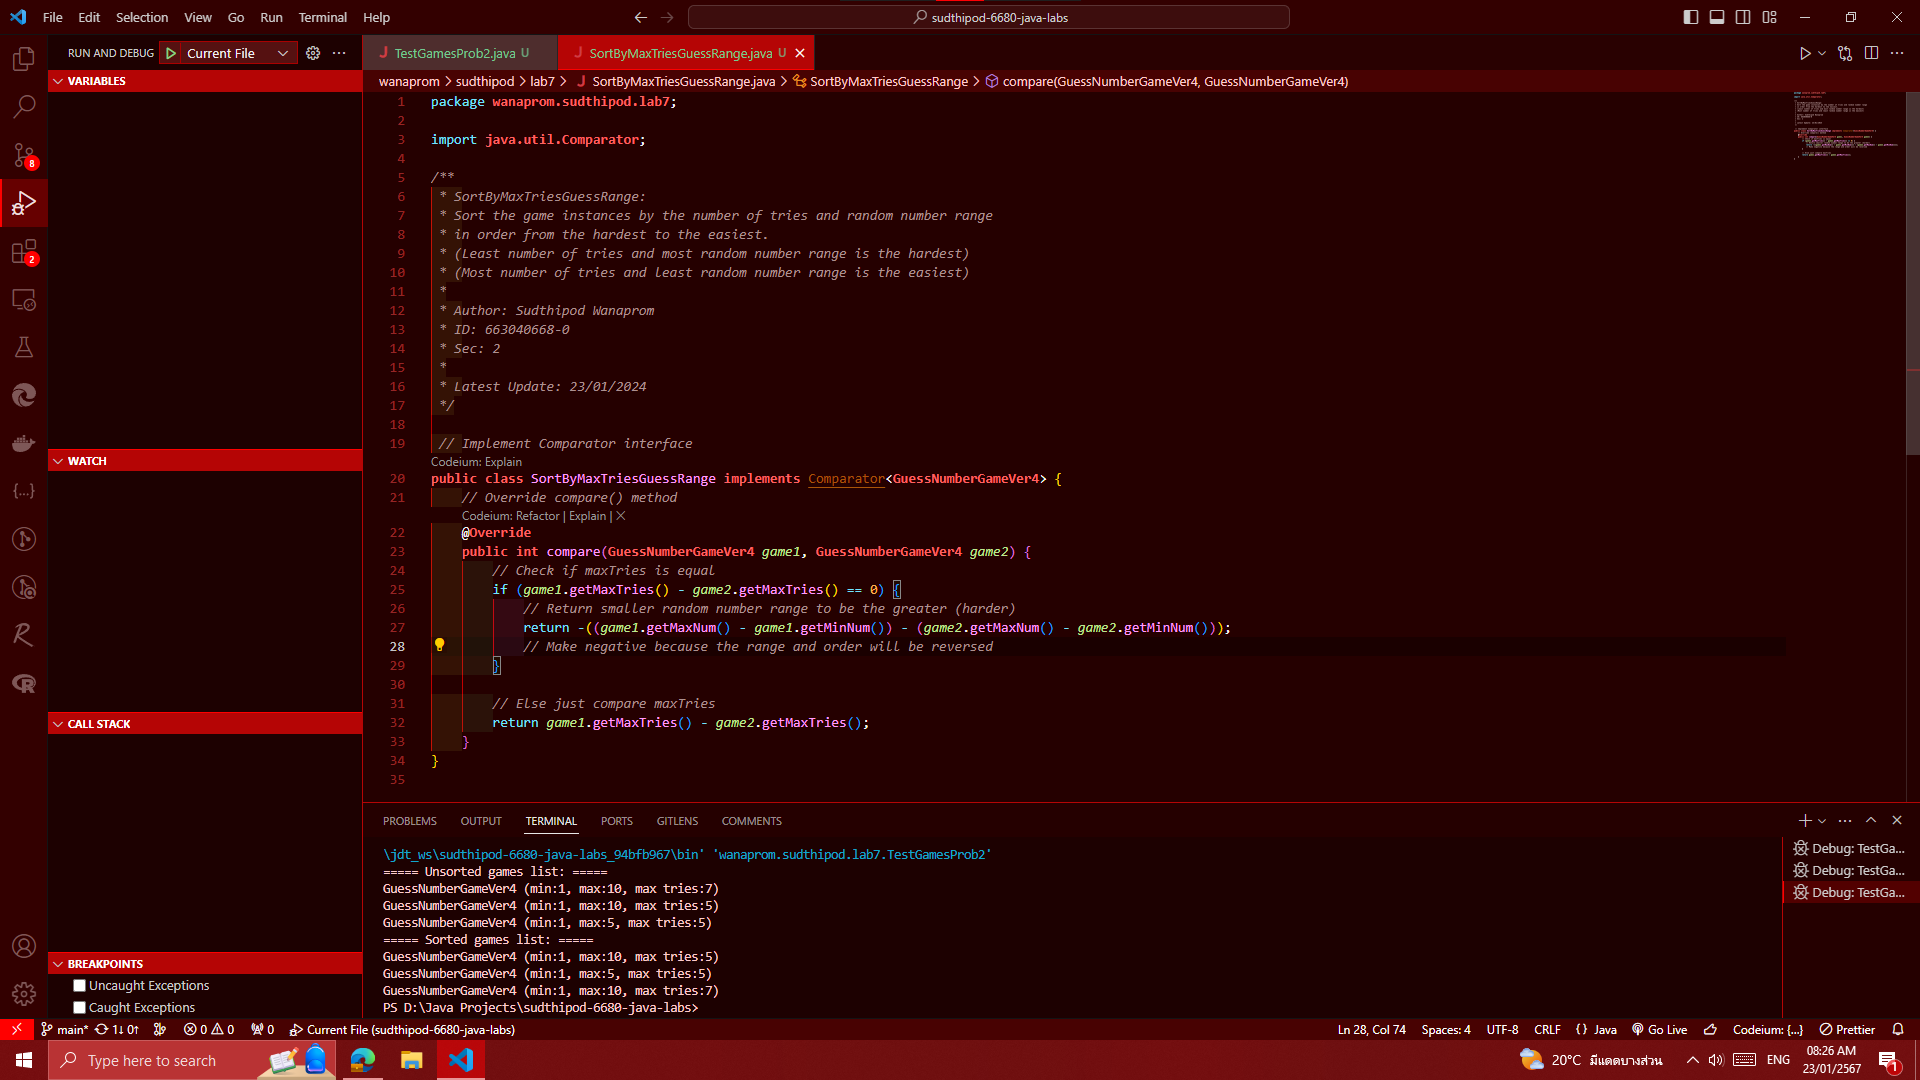 File Edit Selection View Go Run Terminal Help
sudthipod-6680-java-labs
RUN AND DEBUG Current File
TestGamesProb2.java U
SortByMaxTriesGuessRange.java U
wanaprom > sudthipod > lab7 > SortByMaxTriesGuessRange.java > SortByMaxTriesGuessRange > compare(GuessNumberGameVer4, GuessNumberGameVer4)
VARIABLES
WATCH
CALL STACK
BREAKPOINTS
Uncaught Exceptions
Caught Exceptions
8
2
1 package wanaprom.sudthipod.lab7;
2
3 import java.util.Comparator;
4
5 /**
6 * SortByMaxTriesGuessRange:
7 * Sort the game instances by the number of tries and random number range
8 * in order from the hardest to the easiest.
9 * (Least number of tries and most random number range is the hardest)
10 * (Most number of tries and least random number range is the easiest)
11 *
12 * Author: Sudthipod Wanaprom
13 * ID: 663040668-0
14 * Sec: 2
15 *
16 * Latest Update: 23/01/2024
17 */
18
19 // Implement Comparator interface
Codeium: Explain
20 public class SortByMaxTriesGuessRange implements Comparator<GuessNumberGameVer4> {
21 // Override compare() method
Codeium: Refactor | Explain | X
22 @Override
23 public int compare(GuessNumberGameVer4 game1, GuessNumberGameVer4 game2) {
24 // Check if maxTries is equal
25 if (game1.getMaxTries() - game2.getMaxTries() == 0) {
26 // Return smaller random number range to be the greater (harder)
27 return -((game1.getMaxNum() - game1.getMinNum()) - (game2.getMaxNum() - game2.getMinNum()));
28 // Make negative because the range and order will be reversed
29 }
30
31 // Else just compare maxTries
32 return game1.getMaxTries() - game2.getMaxTries();
33 }
34 }
35
PROBLEMS OUTPUT TERMINAL PORTS GITLENS COMMENTS
\jdt_ws\sudthipod-6680-java-labs_94bfb967\bin' 'wanaprom.sudthipod.lab7.TestGamesProb2'
===== Unsorted games list: =====
GuessNumberGameVer4 (min:1, max:10, max tries:7)
GuessNumberGameVer4 (min:1, max:10, max tries:5)
GuessNumberGameVer4 (min:1, max:5, max tries:5)
===== Sorted games list: =====
GuessNumberGameVer4 (min:1, max:10, max tries:5)
GuessNumberGameVer4 (min:1, max:5, max tries:5)
GuessNumberGameVer4 (min:1, max:10, max tries:7)
PS D:\Java Projects\sudthipod-6680-java-labs>
Debug: TestGa...
Debug: TestGa...
Debug: TestGa...
main* 1↓ 0↑ 0 0 0 Current File (sudthipod-6680-java-labs)
Ln 28, Col 74 Spaces: 4 UTF-8 CRLF {} Java Go Live Codeium: {...} Prettier
Type here to search
20°C มีแดดบางส่วน ENG
08:26 AM
23/01/2567
1